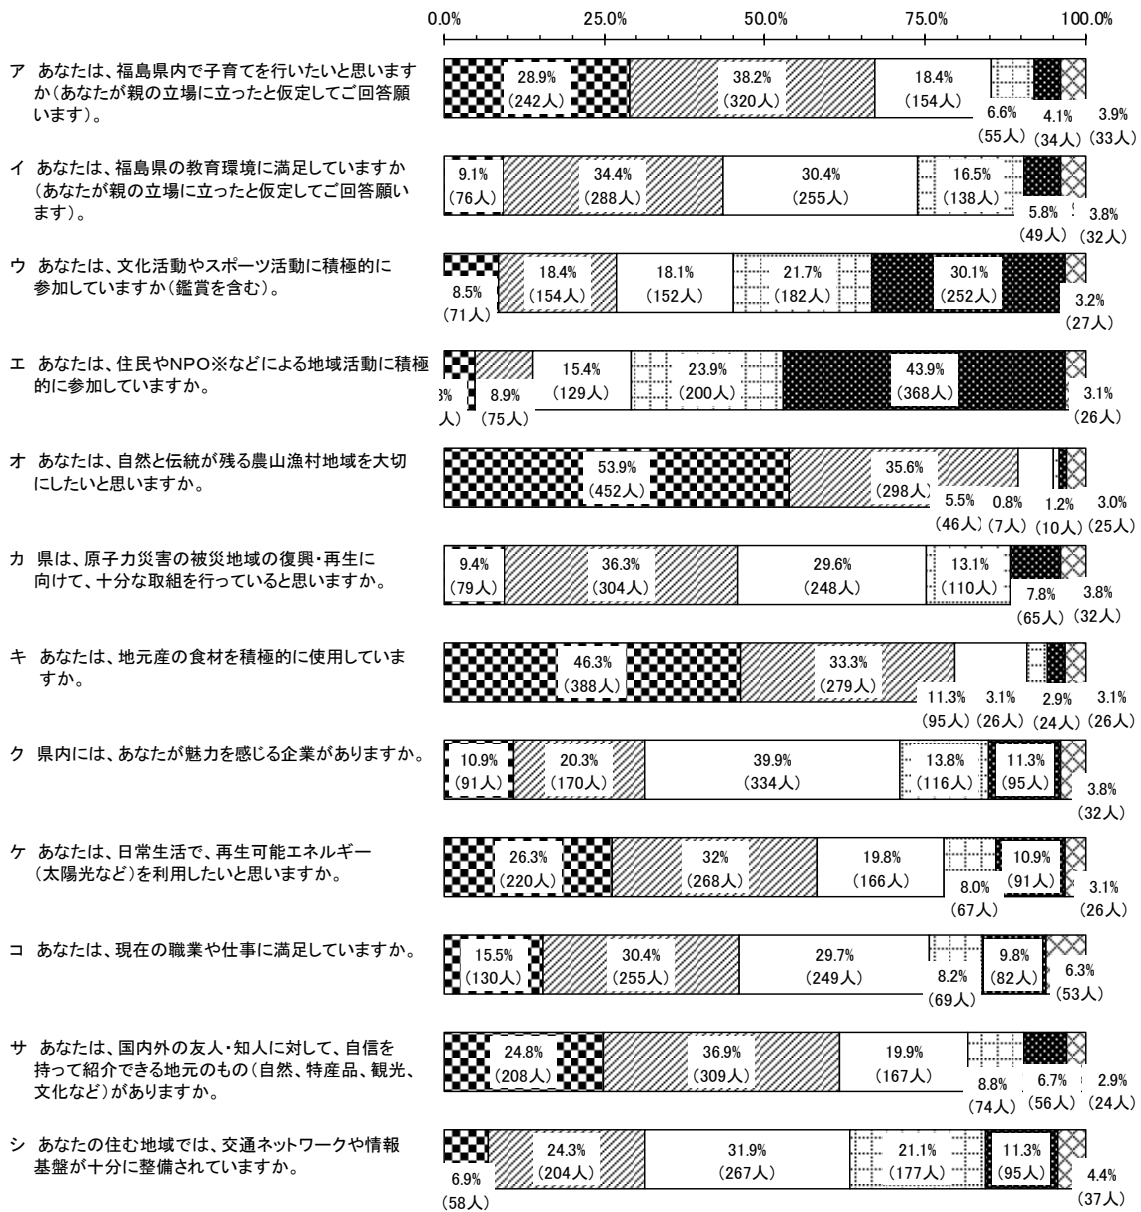 0.0%　25.0%　50.0%　75.0%　100.0%
ア　あなたは、福島県内で子育てを行いたいと思います
か（あなたが親の立場に立ったと仮定してご回答願
います）。
28.9%　38.2%　18.4%
（242人）　（320人）　（154人）
6.6%　4.1%　3.9%
（55人）　（34人）　（33人）
イ　あなたは、福島県の教育環境に満足していますか
（あなたが親の立場に立ったと仮定してご回答願い
ます）。
9.1%　34.4%　30.4%　16.5%
（76人）　（288人）　（255人）　（138人）
5.8%　3.8%
（49人）　（32人）
ウ　あなたは、文化活動やスポーツ活動に積極的に
参加していますか（鑑賞を含む）。
8.5%　18.4%　18.1%　21.7%　30.1%　3.2%
（71人）　（154人）　（152人）　（182人）　（252人）　（27人）
エ　あなたは、住民やNPO※などによる地域活動に積極
的に参加していますか。
8.9%　15.4%　23.9%　43.9%　3.1%
人）　（75人）　（129人）　（200人）　（368人）　（26人）
オ　あなたは、自然と伝統が残る農山漁村地域を大切
にしたいと思いますか。
53.9%　35.6%
（452人）　（298人）
5.5%　0.8%　1.2%　3.0%
（46人）　（7人）　（10人）　（25人）
カ　県は、原子力災害の被災地域の復興・再生に
向けて、十分な取組を行っていると思いますか。
9.4%　36.3%　29.6%　13.1%
（79人）　（304人）　（248人）　（110人）
7.8%　3.8%
（65人）　（32人）
キ　あなたは、地元産の食材を積極的に使用していま
すか。
46.3%　33.3%
（388人）　（279人）
11.3%　3.1%　2.9%　3.1%
（95人）　（26人）　（24人）　（26人）
ク　県内には、あなたが魅力を感じる企業がありますか。
10.9%　20.3%　39.9%　13.8%　11.3%
（91人）　（170人）　（334人）　（116人）　（95人）
3.8%
（32人）
ケ　あなたは、日常生活で、再生可能エネルギー
（太陽光など）を利用したいと思いますか。
26.3%　32%　19.8%　10.9%
（220人）　（268人）　（166人）　（91人）
8.0%　3.1%
（67人）　（26人）
コ　あなたは、現在の職業や仕事に満足していますか。
15.5%　30.4%　29.7%　9.8%
（130人）　（255人）　（249人）　（82人）
8.2%　6.3%
（69人）　（53人）
サ　あなたは、国内外の友人・知人に対して、自信を
持って紹介できる地元のもの（自然、特産品、観光、
文化など）がありますか。
24.8%　36.9%　19.9%
（208人）　（309人）　（167人）
8.8%　6.7%　2.9%
（74人）　（56人）　（24人）
シ　あなたの住む地域では、交通ネットワークや情報
基盤が十分に整備されていますか。
24.3%　31.9%　21.1%　11.3%
（204人）　（267人）　（177人）　（95人）
6.9%　4.4%
（58人）　（37人）